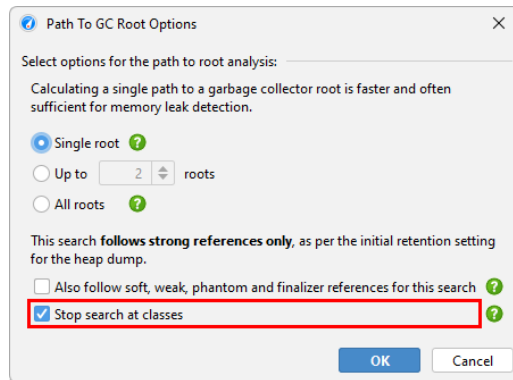 Path To GC Root Options
Select options for the path to root analysis:
Calculating a single path to a garbage collector root is faster and often
sufficient for memory leak detection.
Single root ?
Up to 2 roots
All roots ?
This search follows strong references only, as per the initial retention setting
for the heap dump.
Also follow soft, weak, phantom and finalizer references for this search ?
Stop search at classes ?
OK Cancel